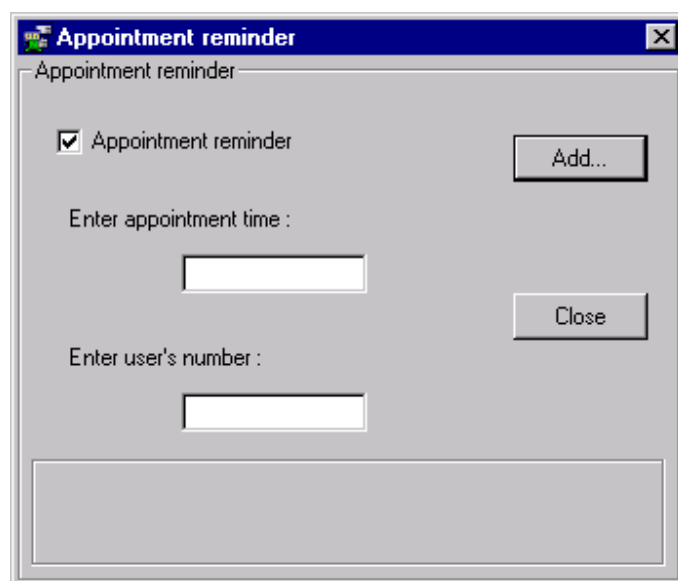 Appointment reminder
Appointment reminder
Appointment reminder
Add...
Enter appointment time :
Close
Enter user's number :